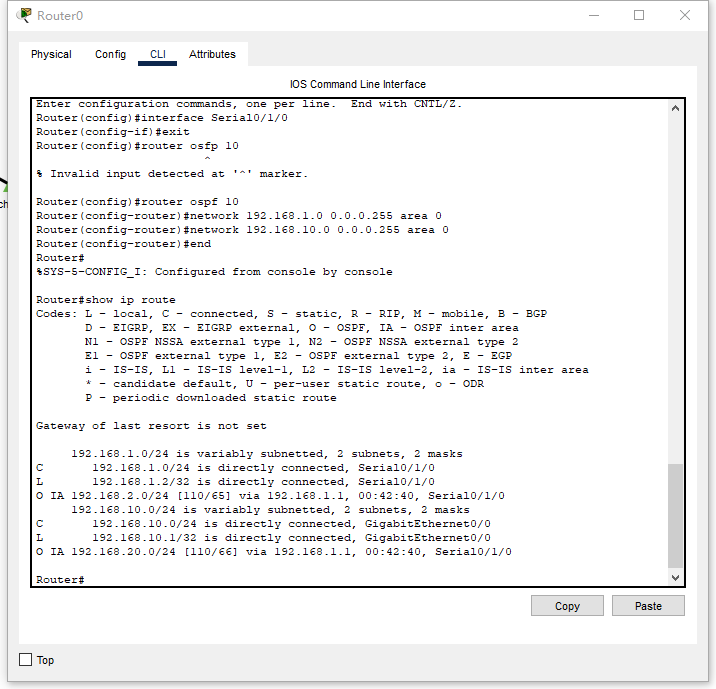 Router0
Physical Config CLI Attributes
IOS Command Line Interface
Enter configuration commands, one per line.  End with CNTL/Z.
Router(config)#interface Serial0/1/0
Router(config-if)#exit
Router(config)#router osfp 10
^
% Invalid input detected at '^' marker.
Router(config)#router ospf 10
Router(config-router)#network 192.168.1.0 0.0.0.255 area 0
Router(config-router)#network 192.168.10.0 0.0.0.255 area 0
Router(config-router)#end
Router#
%SYS-5-CONFIG_I: Configured from console by console
Router#show ip route
Codes: L - local, C - connected, S - static, R - RIP, M - mobile, B - BGP
D - EIGRP, EX - EIGRP external, O - OSPF, IA - OSPF inter area
N1 - OSPF NSSA external type 1, N2 - OSPF NSSA external type 2
E1 - OSPF external type 1, E2 - OSPF external type 2, E - EGP
i - IS-IS, L1 - IS-IS level-1, L2 - IS-IS level-2, ia - IS-IS inter area
* - candidate default, U - per-user static route, o - ODR
P - periodic downloaded static route
Gateway of last resort is not set
192.168.1.0/24 is variably subnetted, 2 subnets, 2 masks
C 192.168.1.0/24 is directly connected, Serial0/1/0
L 192.168.1.2/32 is directly connected, Serial0/1/0
O IA 192.168.2.0/24 [110/65] via 192.168.1.1, 00:42:40, Serial0/1/0
192.168.10.0/24 is variably subnetted, 2 subnets, 2 masks
C 192.168.10.0/24 is directly connected, GigabitEthernet0/0
L 192.168.10.1/32 is directly connected, GigabitEthernet0/0
O IA 192.168.20.0/24 [110/66] via 192.168.1.1, 00:42:40, Serial0/1/0
Router#
Copy Paste
Top